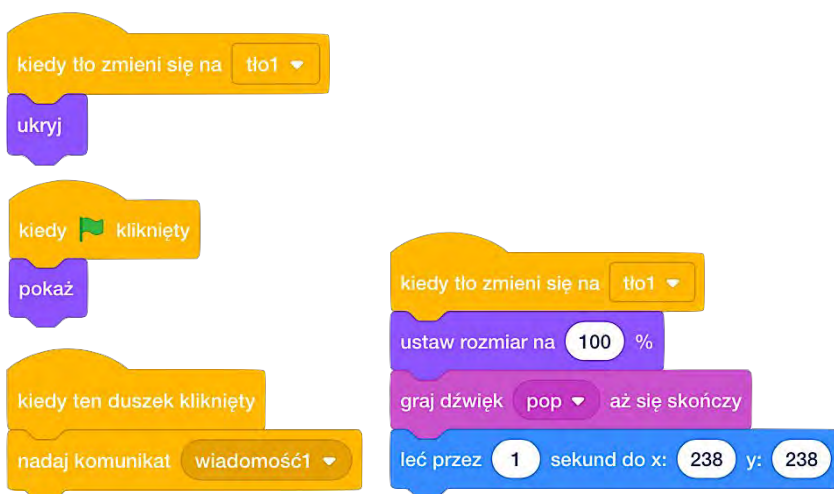 kiedy tło zmieni się na tło1
ukryj
kiedy kliknięty
pokaż
kiedy ten duszek kliknięty
nadaj komunikat wiadomość1
kiedy tło zmieni się na tło1
ustaw rozmiar na 100 %
graj dźwięk pop aż się skończy
leć przez 1 sekund do x: 238 y: 238